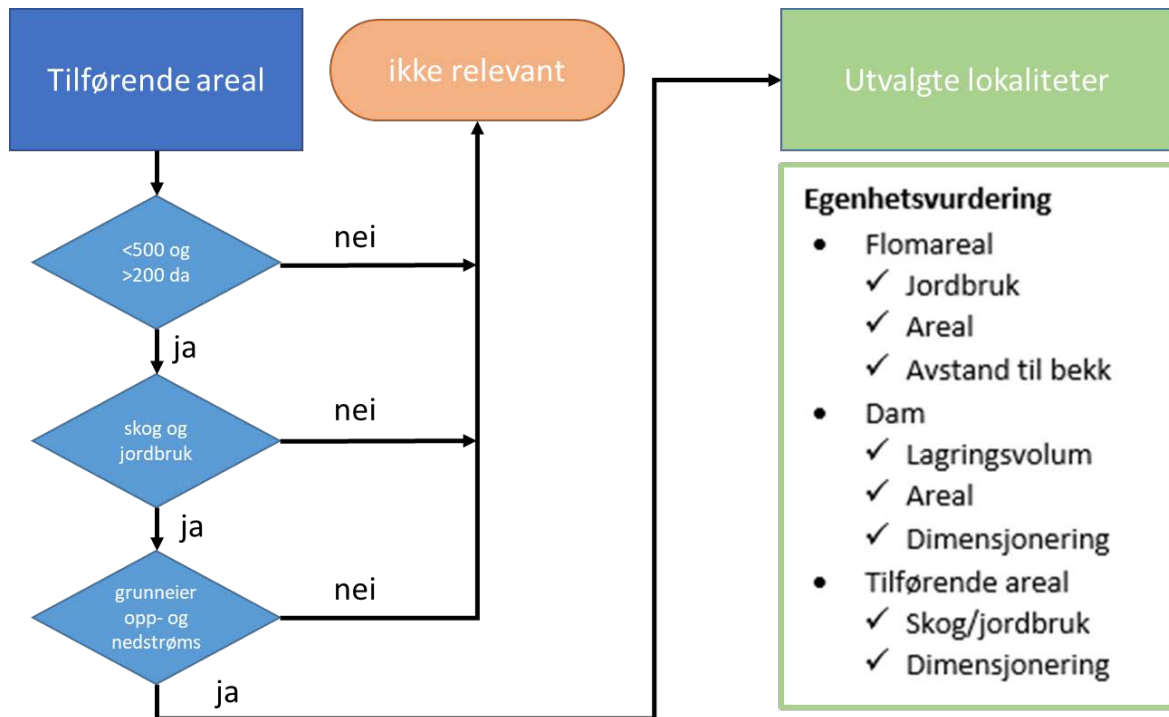 Tilførende areal
ikke relevant
Utvalgte lokaliteter
<500 og
>200 da
nei
ja
skog og
jordbruk
nei
ja
grunneier
opp- og
nedstrøms
nei
ja
Egenhetsvurdering
• Flomareal
✓ Jordbruk
✓ Areal
✓ Avstand til bekk
• Dam
✓ Lagringsvolum
✓ Areal
✓ Dimensjonering
• Tilførende areal
✓ Skog/jordbruk
✓ Dimensjonering